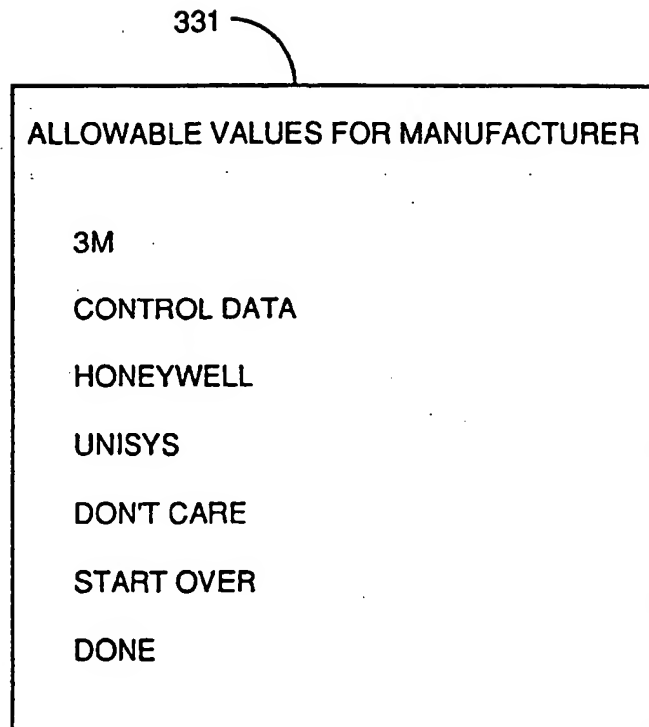 331
ALLOWABLE VALUES FOR MANUFACTURER
3M
CONTROL DATA
HONEYWELL
UNISYS
DON'T CARE
START OVER
DONE